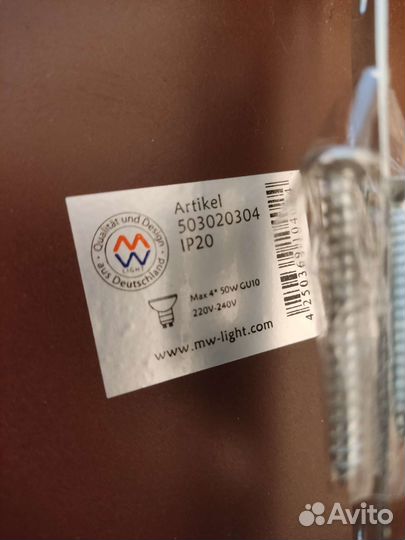 Qualität und Design
MW
LIGHT
aus Deutschland
Artikel
503020304
IP20
Max 4* 50W GU10
220V-240V
www.mw-light.com
Avito